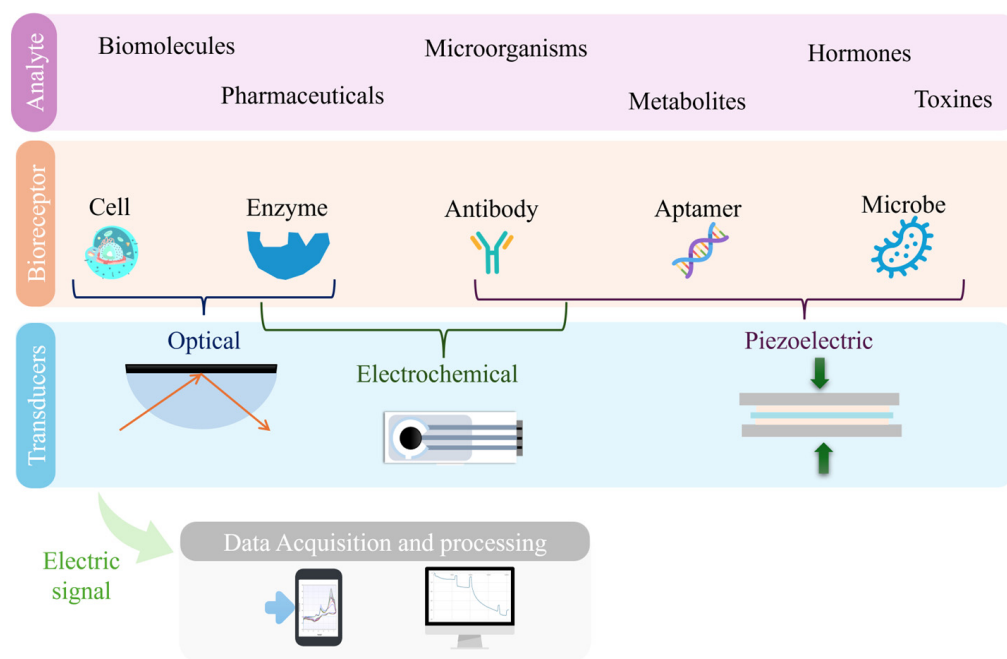 Analyte
Biomolecules
Microorganisms
Hormones
Pharmaceuticals
Metabolites
Toxines
Bioreceptor
Cell
Enzyme
Antibody
Aptamer
Microbe
Transducers
Optical
Electrochemical
Piezoelectric
Electric
signal
Data Acquisition and processing